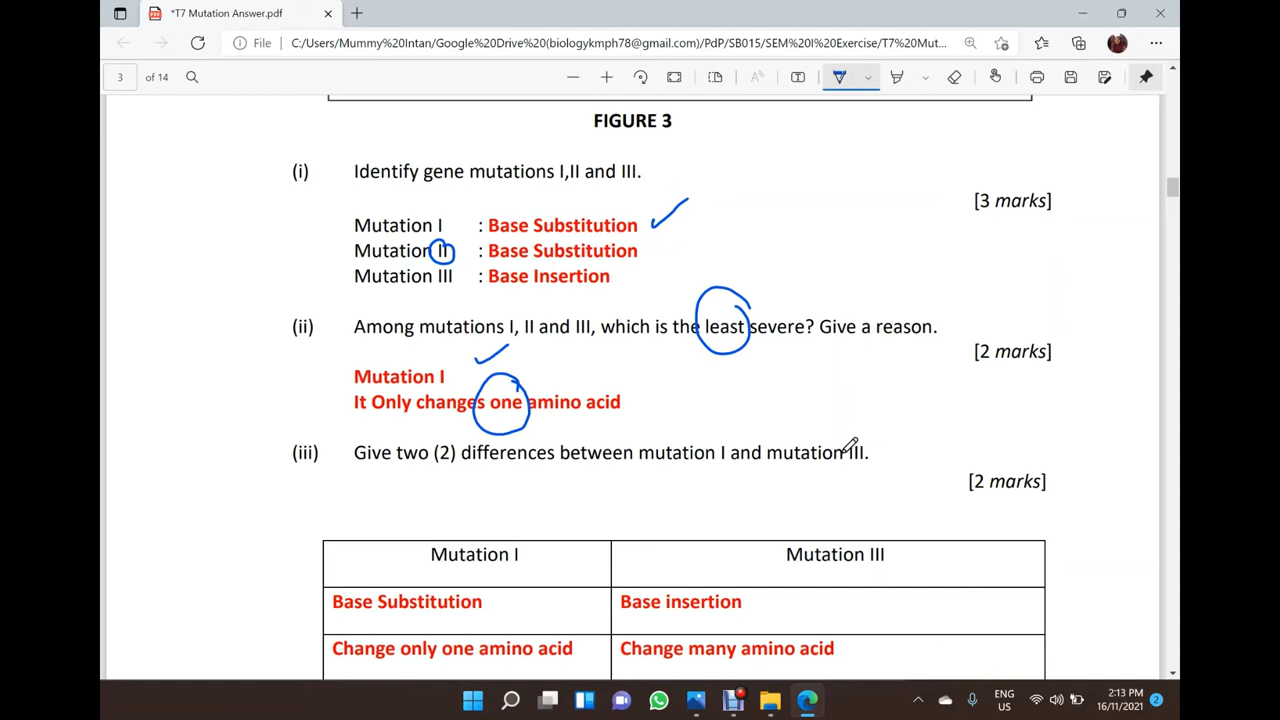 *T7 Mutation Answer.pdf
File
C:/Users/Mummy%20Intan/Google%20Drive%20(biologykmph78@gmail.com)/PdP/SB015/SEM%20I%20Exercise/T7%20Mut...
3 of 14
FIGURE 3
(i) Identify gene mutations I,II and III.
[3 marks]
Mutation I : Base Substitution
Mutation II : Base Substitution
Mutation III : Base Insertion
(ii) Among mutations I, II and III, which is the least severe? Give a reason.
[2 marks]
Mutation I
It Only changes one amino acid
(iii) Give two (2) differences between mutation I and mutation III.
[2 marks]
Mutation I Mutation III
Base Substitution Base insertion
Change only one amino acid Change many amino acid
ENG 2:13 PM
US 16/11/2021 2